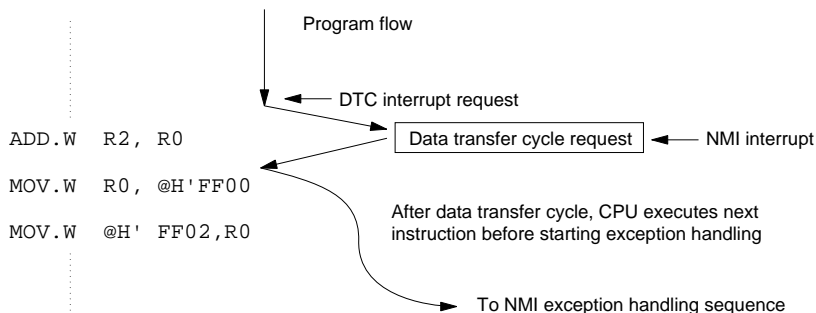 Program flow
DTC interrupt request
ADD.W R2, R0
Data transfer cycle request
NMI interrupt
MOV.W R0, @H'FF00
After data transfer cycle, CPU executes next
instruction before starting exception handling
MOV.W @H' FF02,R0
To NMI exception handling sequence